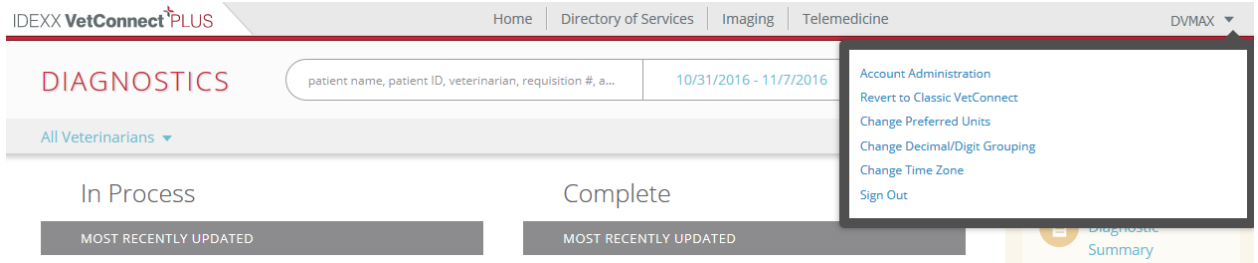 IDEXX VetConnect PLUS Home Directory of Services Imaging Telemedicine DVMAX
DIAGNOSTICS patient name, patient ID, veterinarian, requisition #, a... 10/31/2016 - 11/7/2016
Account Administration
Revert to Classic VetConnect
Change Preferred Units
Change Decimal/Digit Grouping
Change Time Zone
Sign Out
All Veterinarians
In Process Complete
MOST RECENTLY UPDATED MOST RECENTLY UPDATED
Diagnostic
Summary